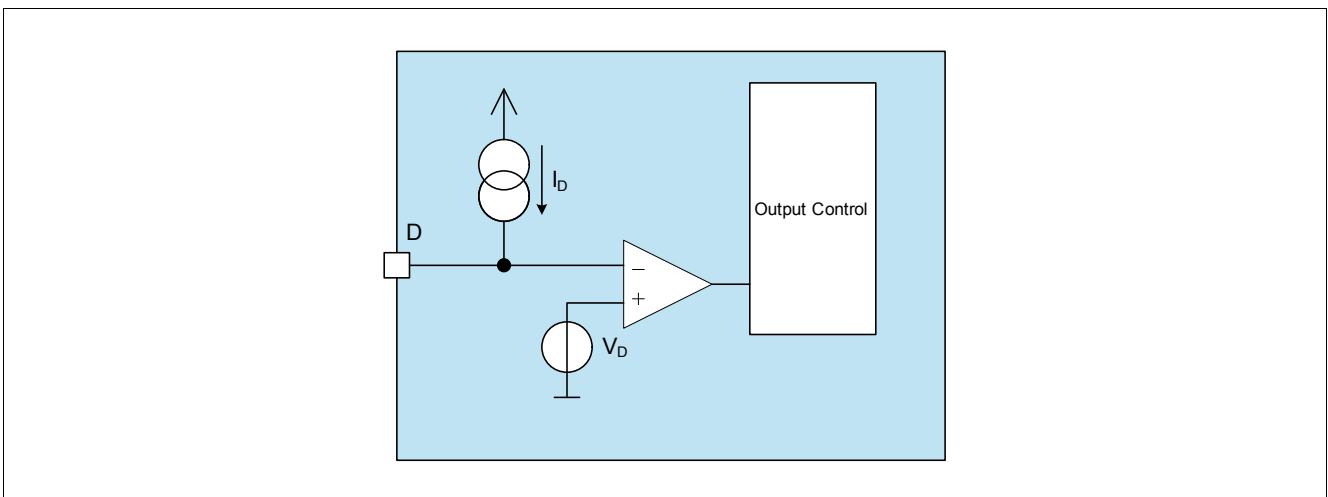 I_D
D
Output Control
−
+
V_D